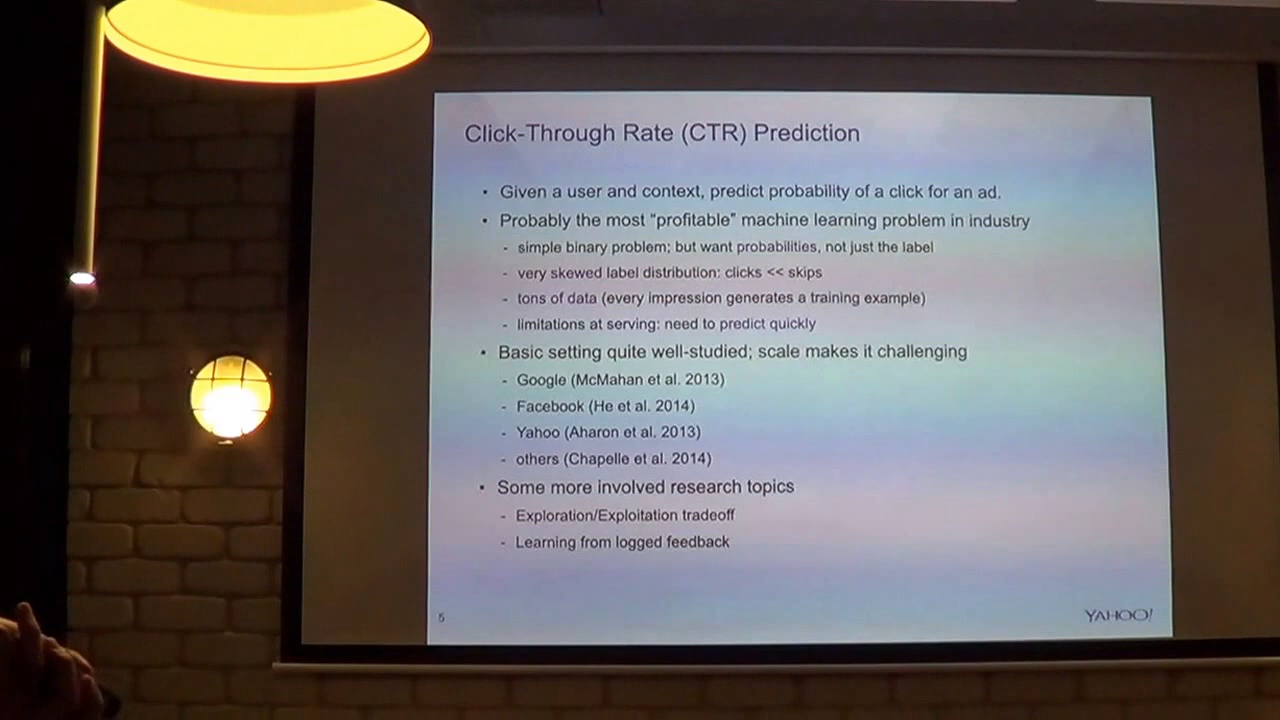 Click-Through Rate (CTR) Prediction
• Given a user and context, predict probability of a click for an ad.
• Probably the most “profitable” machine learning problem in industry
- simple binary problem; but want probabilities, not just the label
- very skewed label distribution: clicks << skips
- tons of data (every impression generates a training example)
- limitations at serving: need to predict quickly
• Basic setting quite well-studied; scale makes it challenging
- Google (McMahan et al. 2013)
- Facebook (He et al. 2014)
- Yahoo (Aharon et al. 2013)
- others (Chapelle et al. 2014)
• Some more involved research topics
- Exploration/Exploitation tradeoff
- Learning from logged feedback
5
YAHOO!